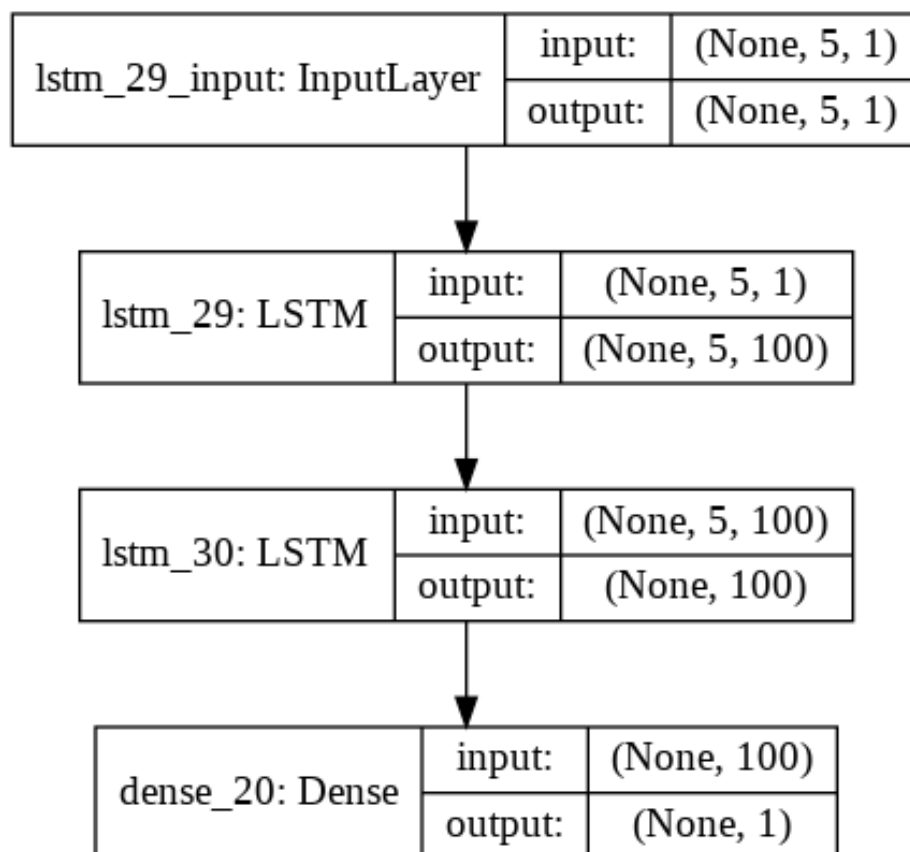 lstm_29_input: InputLayer
input: (None, 5, 1)
output: (None, 5, 1)
lstm_29: LSTM
input: (None, 5, 1)
output: (None, 5, 100)
lstm_30: LSTM
input: (None, 5, 100)
output: (None, 100)
dense_20: Dense
input: (None, 100)
output: (None, 1)